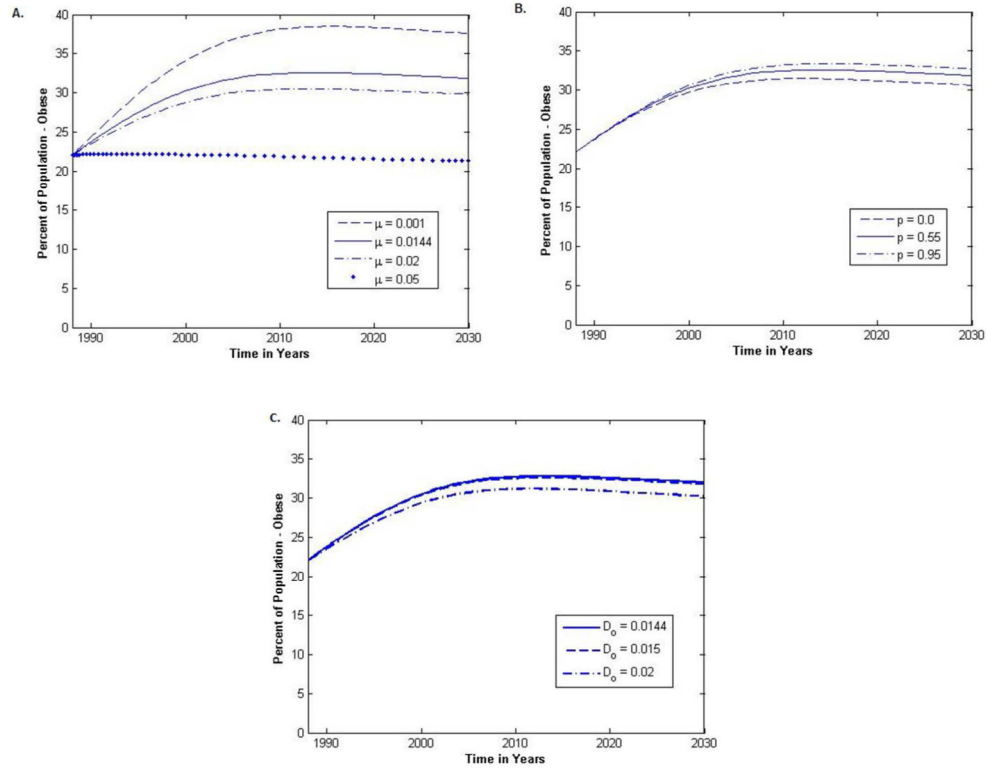 A.
40
35
30
25
20
15
10
5
0
Percent of Population - Obese
1990 2000 2010 2020 2030
Time in Years
μ = 0.001
μ = 0.0144
μ = 0.02
μ = 0.05
B.
40
35
30
25
20
15
10
5
0
Percent of Population - Obese
1990 2000 2010 2020 2030
Time in Years
p = 0.0
p = 0.55
p = 0.95
C.
40
35
30
25
20
15
10
5
0
Percent of Population - Obese
1990 2000 2010 2020 2030
Time in Years
D_o = 0.0144
D_o = 0.015
D_o = 0.02